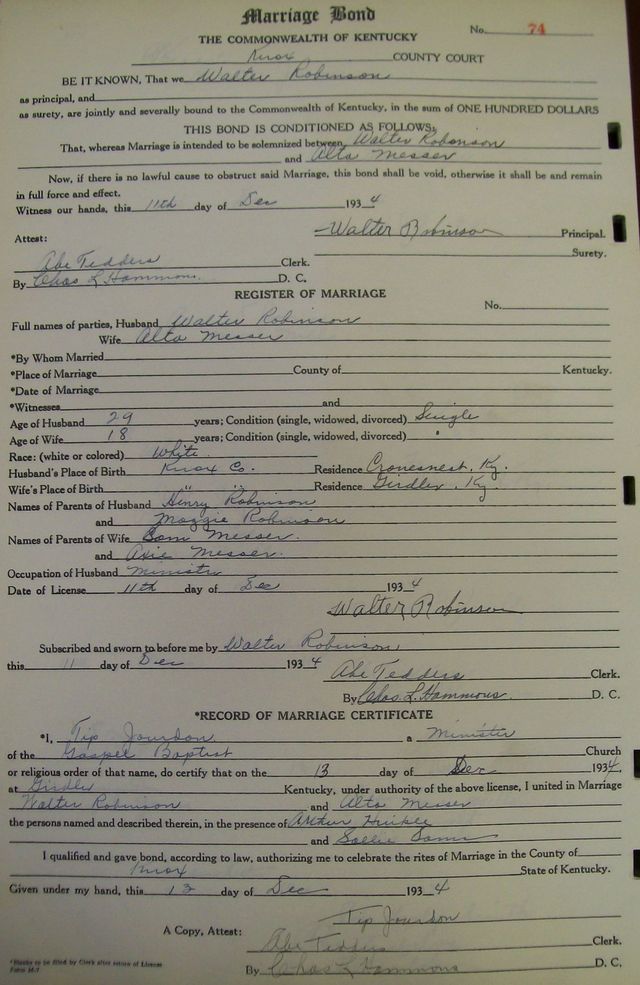 Marriage Bond
No. 74
THE COMMONWEALTH OF KENTUCKY
Knox COUNTY COURT
BE IT KNOWN, That we Walter Robinson
as principal, and
as surety, are jointly and severally bound to the Commonwealth of Kentucky, in the sum of ONE HUNDRED DOLLARS
THIS BOND IS CONDITIONED AS FOLLOWS:
That, whereas Marriage is intended to be solemnized between Walter Robinson
and Alta Messer
Now, if there is no lawful cause to obstruct said Marriage, this bond shall be void, otherwise it shall be and remain
in full force and effect.
Witness our hands, this 11th day of Dec 1934
Walter Robinson Principal.
Attest:
Surety.
Abe Tedders Clerk.
By Chas L Hammons. D. C.
REGISTER OF MARRIAGE
No.
Full names of parties, Husband Walter Robinson
Wife Alta Messer
*By Whom Married
*Place of Marriage County of Kentucky.
*Date of Marriage
*Witnesses and
Age of Husband 29 years; Condition (single, widowed, divorced) Single
Age of Wife 18 years; Condition (single, widowed, divorced) "
Race: (white or colored) White
Husband's Place of Birth Knox Co. Residence Cronesnest, Ky.
Wife's Place of Birth " " Residence Girdler, Ky.
Names of Parents of Husband Henry Robinson
and Maggie Robinson
Names of Parents of Wife Sam Messer.
and Axie Messer.
Occupation of Husband Minister
Date of License 11th day of Dec 1934
Walter Robinson
Subscribed and sworn to before me by Walter Robinson,
this 11 day of Dec 1934
Abe Tedders Clerk.
By Chas L. Hammons D. C.
*RECORD OF MARRIAGE CERTIFICATE
*I, Tip Jourdon a Minister
of the Gospel Baptist Church
or religious order of that name, do certify that on the 13 day of Dec 1934,
at Girdler Kentucky, under authority of the above license, I united in Marriage
Walter Robinson and Alta Messer
the persons named and described therein, in the presence of Arthur
and Sallie Sams
I qualified and gave bond, according to law, authorizing me to celebrate the rites of Marriage in the County of
Knox State of Kentucky.
Given under my hand, this 13 day of Dec 1934
Tip Jourdon
A Copy, Attest:
Abe Tedders Clerk.
By Chas L Hammons D. C.
*Blanks to be filed by Clerk after return of License